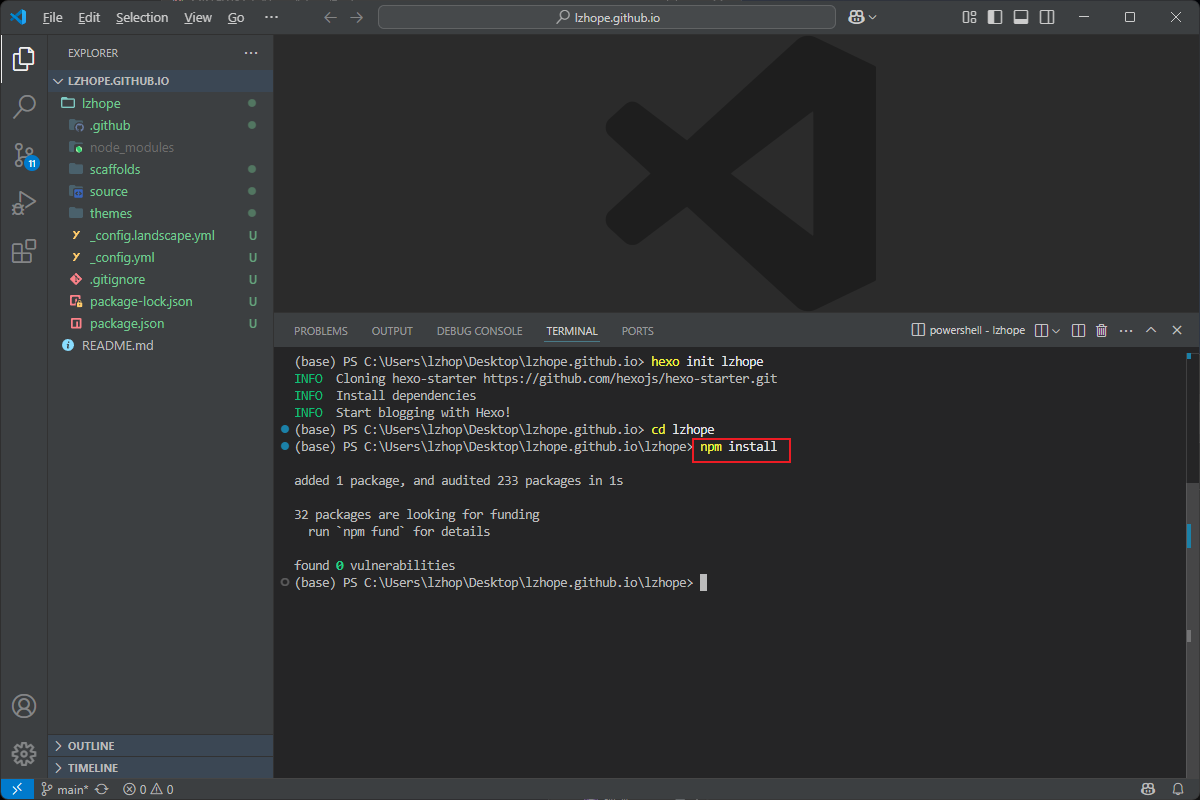 File Edit Selection View Go ··· lzhope.github.io
EXPLORER ···
LZHOPE.GITHUB.IO
lzhope
.github
node_modules
scaffolds
11
source
themes
_config.landscape.yml U
_config.yml U
.gitignore U
package-lock.json U
package.json U
README.md
PROBLEMS OUTPUT DEBUG CONSOLE TERMINAL PORTS powershell - lzhope ···
(base) PS C:\Users\lzhop\Desktop\lzhope.github.io> hexo init lzhope
INFO Cloning hexo-starter https://github.com/hexojs/hexo-starter.git
INFO Install dependencies
INFO Start blogging with Hexo!
(base) PS C:\Users\lzhop\Desktop\lzhope.github.io> cd lzhope
(base) PS C:\Users\lzhop\Desktop\lzhope.github.io\lzhope> npm install
added 1 package, and audited 233 packages in 1s
32 packages are looking for funding
run `npm fund` for details
found 0 vulnerabilities
(base) PS C:\Users\lzhop\Desktop\lzhope.github.io\lzhope>
OUTLINE
TIMELINE
main* 0 0